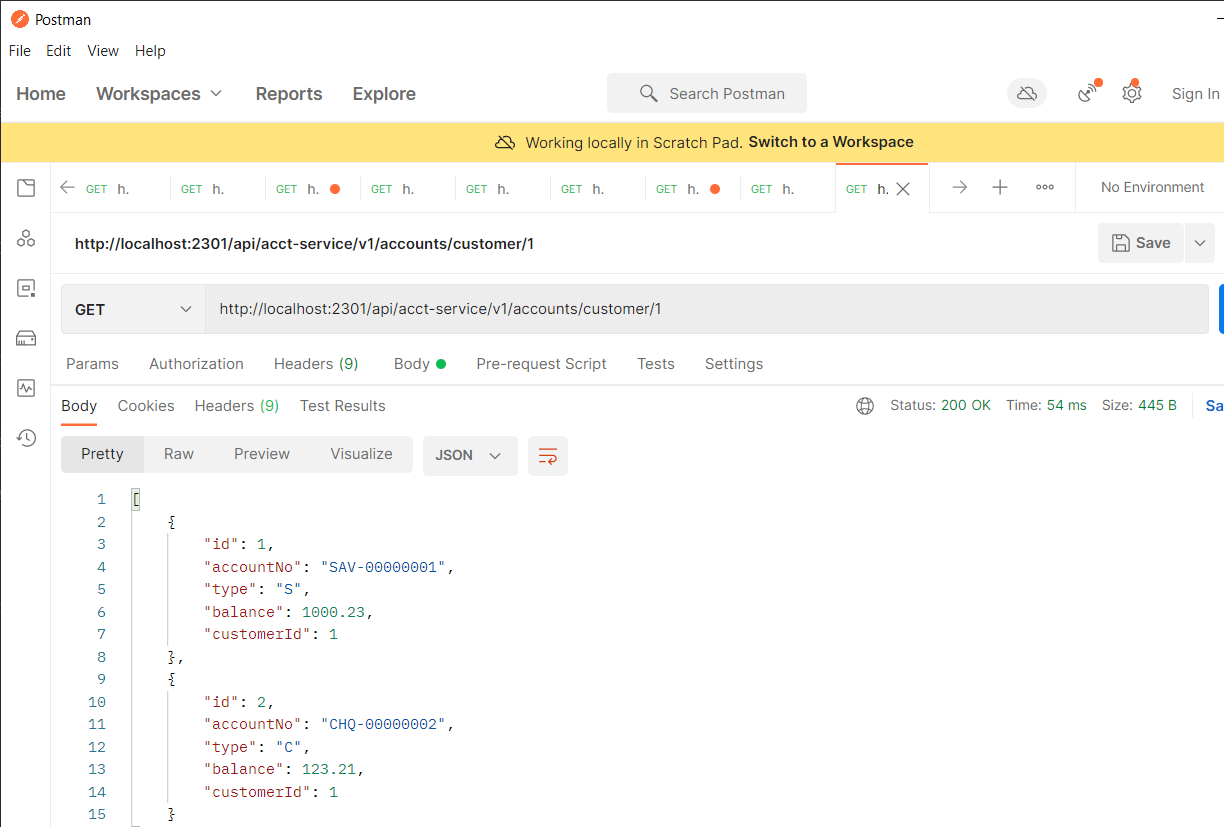 Postman
File Edit View Help
Home Workspaces Reports Explore Search Postman Sign In
Working locally in Scratch Pad. Switch to a Workspace
GET h. GET h. GET h. GET h. GET h. GET h. GET h. GET h. GET h. No Environment
http://localhost:2301/api/acct-service/v1/accounts/customer/1 Save
GET http://localhost:2301/api/acct-service/v1/accounts/customer/1
Params Authorization Headers (9) Body Pre-request Script Tests Settings
Body Cookies Headers (9) Test Results Status: 200 OK Time: 54 ms Size: 445 B Sa
Pretty Raw Preview Visualize JSON
1 [
2 {
3 "id": 1,
4 "accountNo": "SAV-00000001",
5 "type": "S",
6 "balance": 1000.23,
7 "customerId": 1
8 },
9 {
10 "id": 2,
11 "accountNo": "CHQ-00000002",
12 "type": "C",
13 "balance": 123.21,
14 "customerId": 1
15 }